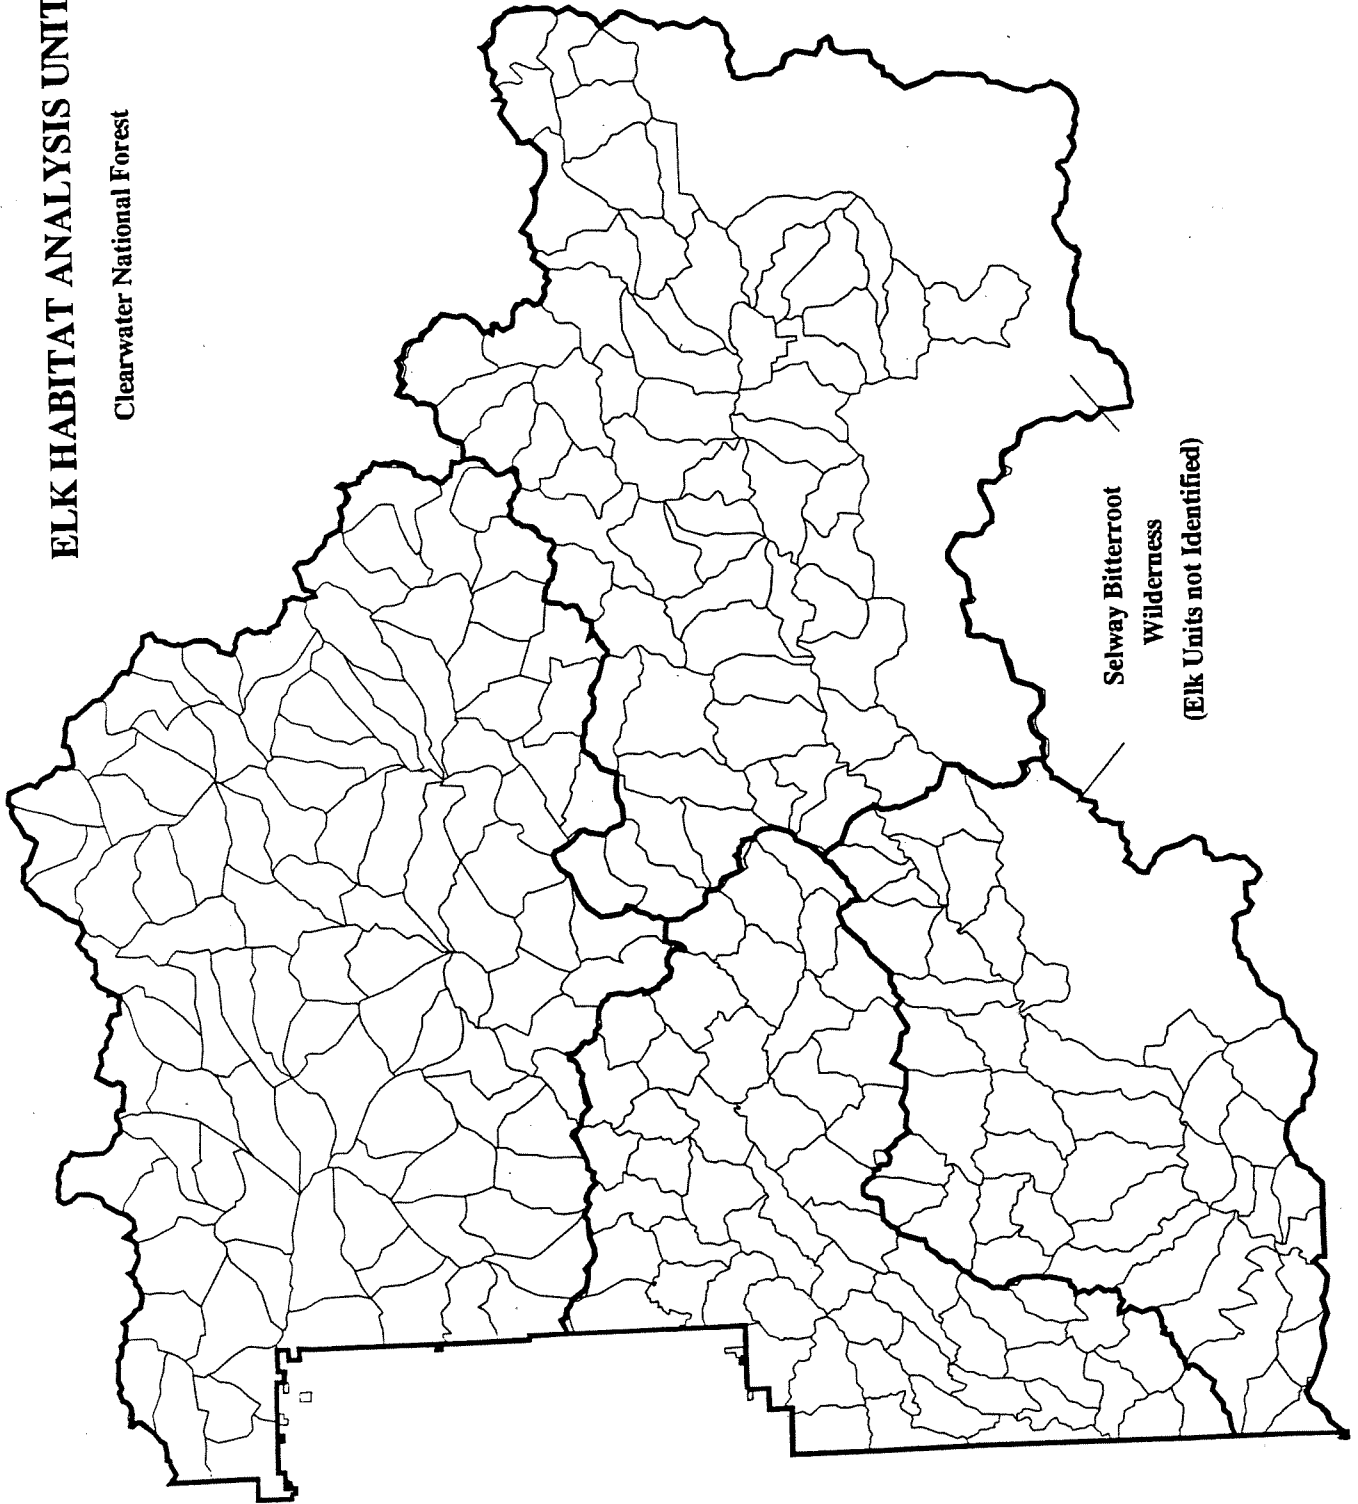 ELK HABITAT ANALYSIS UNIT
Clearwater National Forest
Selway Bitterroot
Wilderness
(Elk Units not Identified)